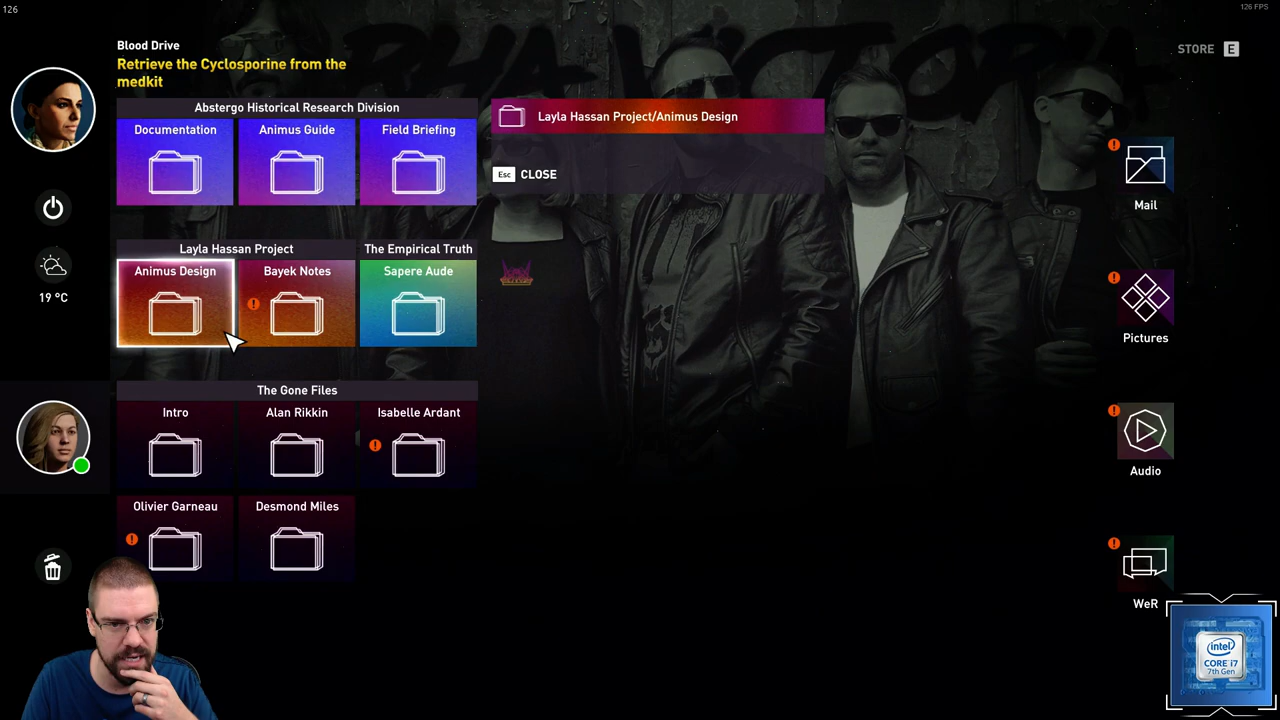 126
126 FPS
Blood Drive
Retrieve the Cyclosporine from the
medkit
STORE E
Abstergo Historical Research Division
Documentation
Animus Guide
Field Briefing
Layla Hassan Project/Animus Design
Esc CLOSE
Layla Hassan Project
The Empirical Truth
Animus Design
Bayek Notes
Sapere Aude
19 °C
The Gone Files
Intro
Alan Rikkin
Isabelle Ardant
Olivier Garneau
Desmond Miles
Mail
Pictures
Audio
WeR
intel
CORE i7
7th Gen